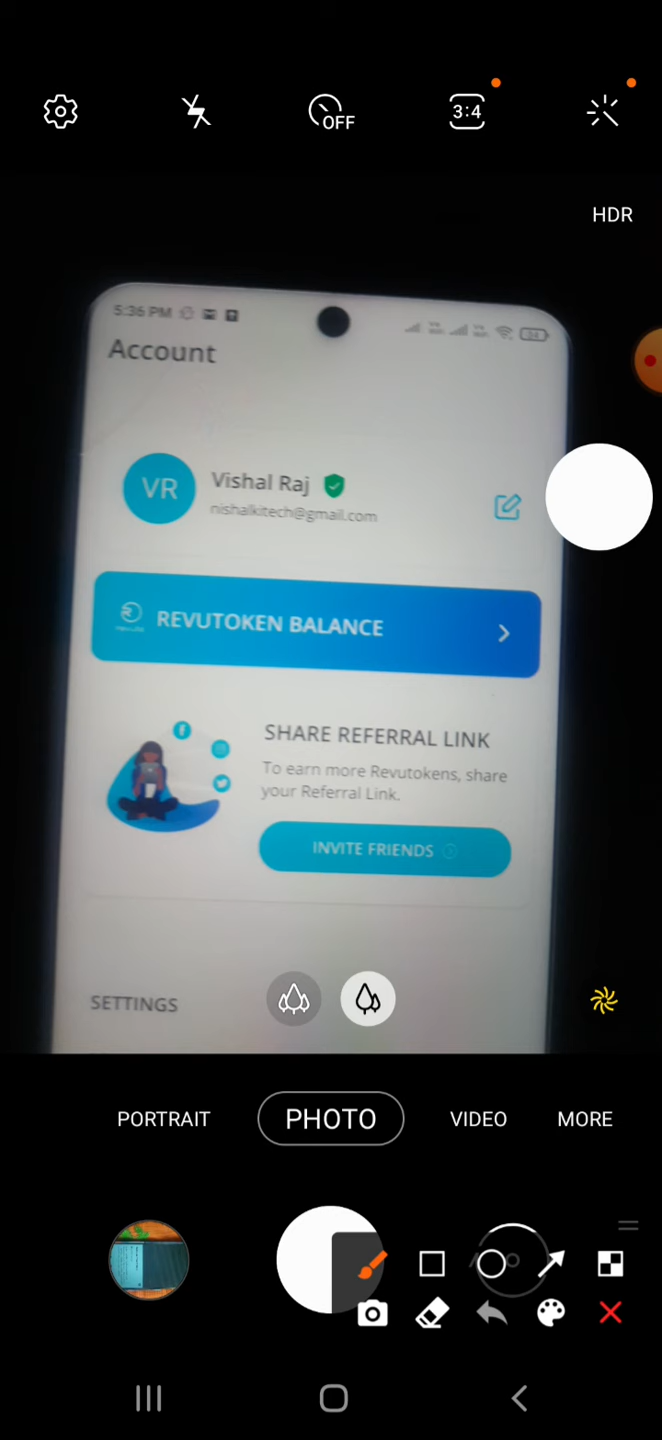 OFF
3:4
HDR
5:36 PM
Account
VR
Vishal Raj
nishalkitech@gmail.com
REVUTOKEN BALANCE
SHARE REFERRAL LINK
To earn more Revutokens, share
your Referral Link.
INVITE FRIENDS
SETTINGS
PORTRAIT
PHOTO
VIDEO
MORE